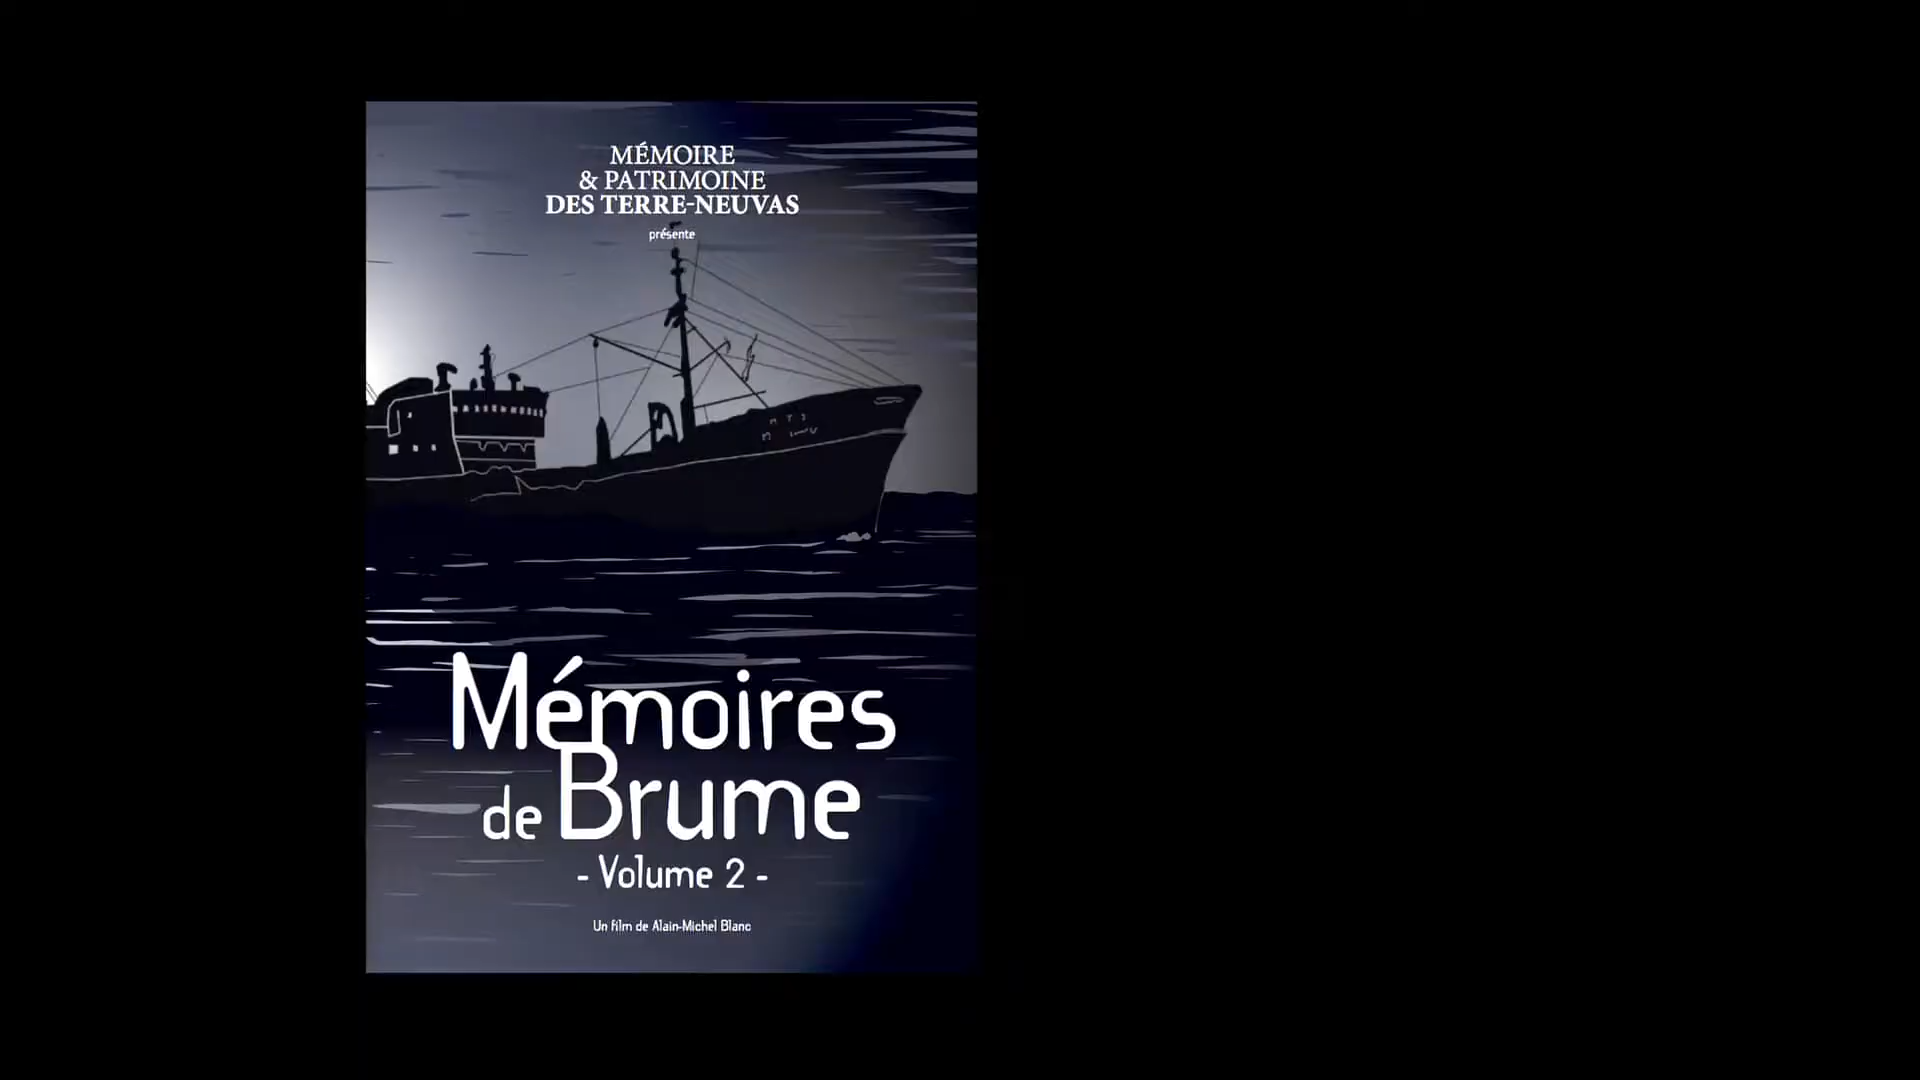 MÉMOIRE
& PATRIMOINE
DES TERRE-NEUVAS
présente
Mémoires
de Brume
- Volume 2 -
Un film de Alain-Michel Blanc